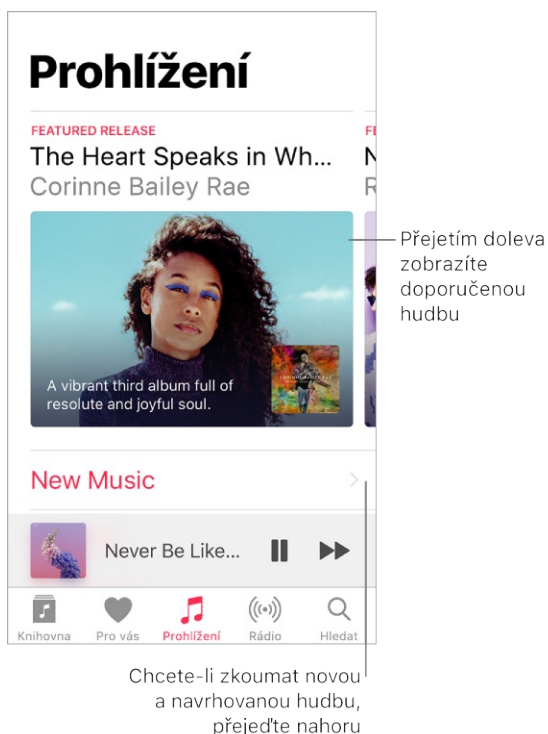 Prohlížení
FEATURED RELEASE
The Heart Speaks in Wh...
Corinne Bailey Rae
A vibrant third album full of
resolute and joyful soul.
Přejetím doleva
zobrazíte
doporučenou
hudbu
New Music
Never Be Like...
Knihovna
Pro vás
Prohlížení
Rádio
Hledat
Chcete-li zkoumat novou
a navrhovanou hudbu,
přejeďte nahoru